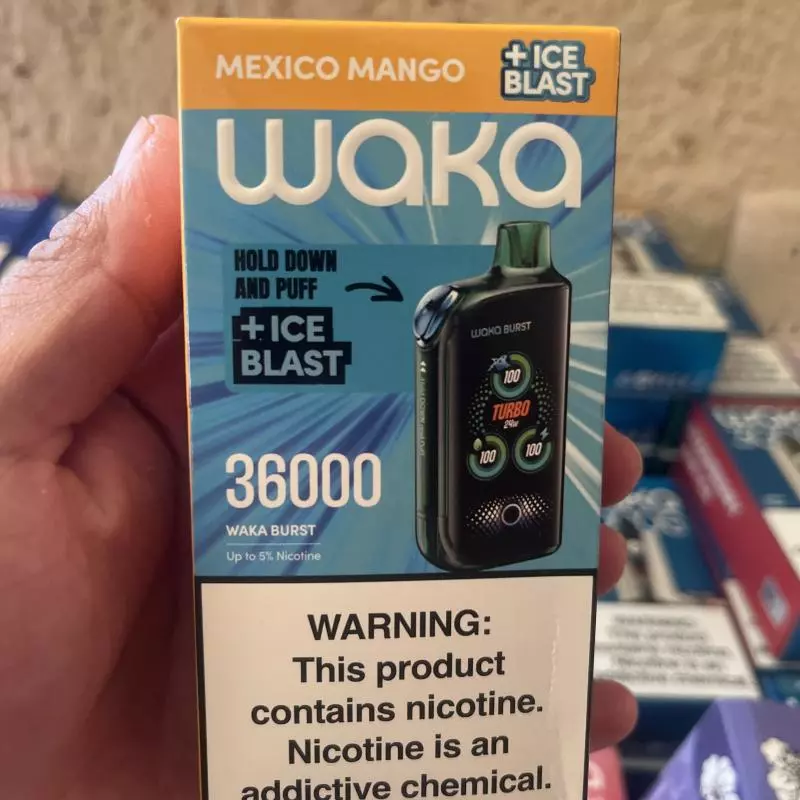 MEXICO MANGO
+ ICE
BLAST
waka
HOLD DOWN
AND PUFF
+ ICE
BLAST
WAKA BURST
100
TURBO
24W
100
100
36000
WAKA BURST
Up to 5% Nicotine
WARNING:
This product
contains nicotine.
Nicotine is an
addictive chemical.